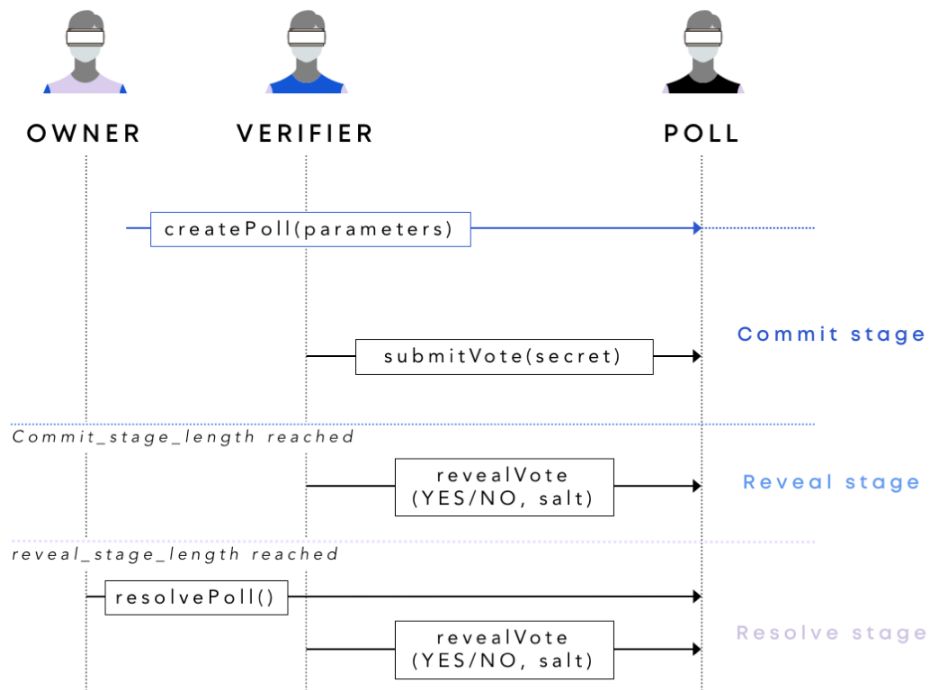 OWNER
VERIFIER
POLL
createPoll(parameters)
Commit stage
submitVote(secret)
Commit_stage_length reached
revealVote
(YES/NO, salt)
Reveal stage
reveal_stage_length reached
resolvePoll()
Resolve stage
revealVote
(YES/NO, salt)